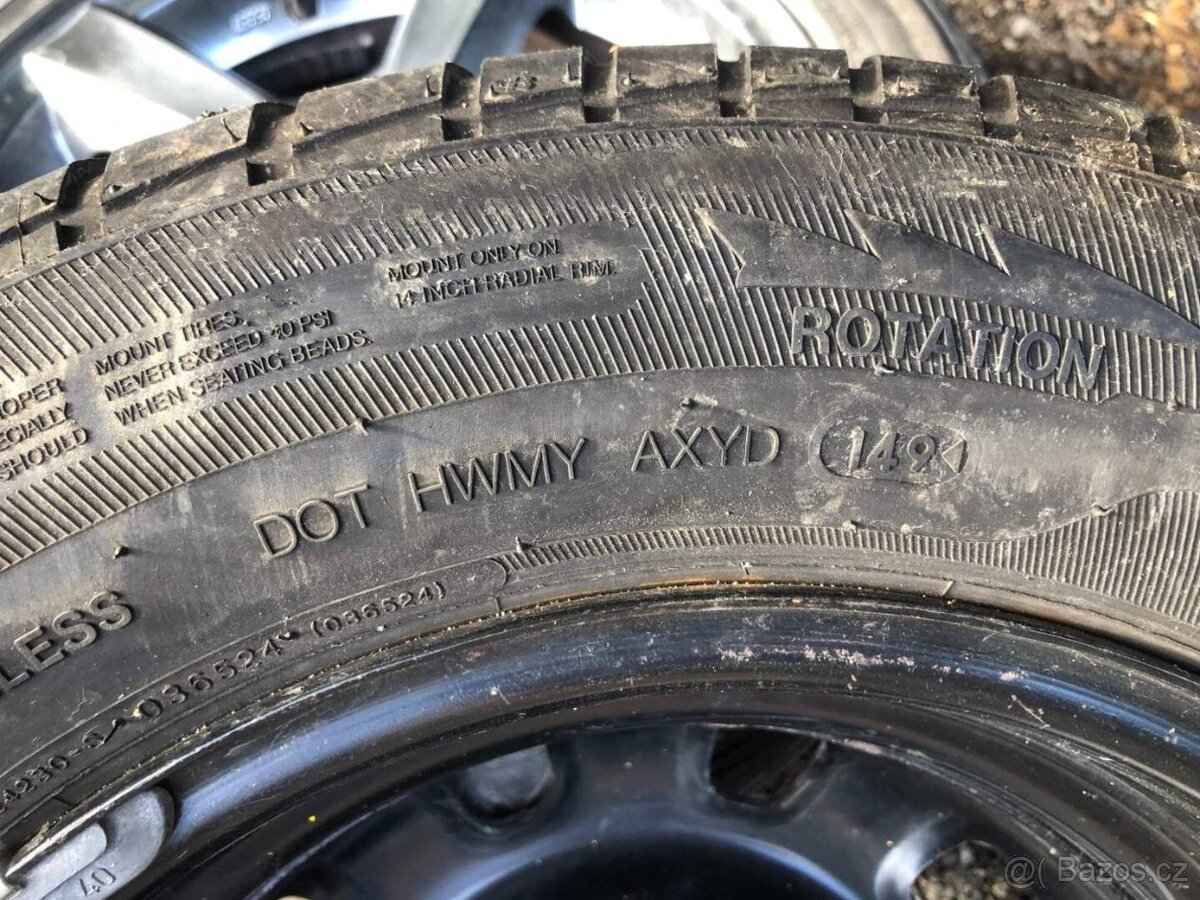 MOUNT ONLY ON
14 INCH RADIAL RIM.
MOUNT TIRES.
NEVER EXCEED 40 PSI
WHEN SEATING BEADS.
SHOULD
ROTATION
DOT HWMY AXYD 149
036524 (036524)
40
@(Bazos.cz